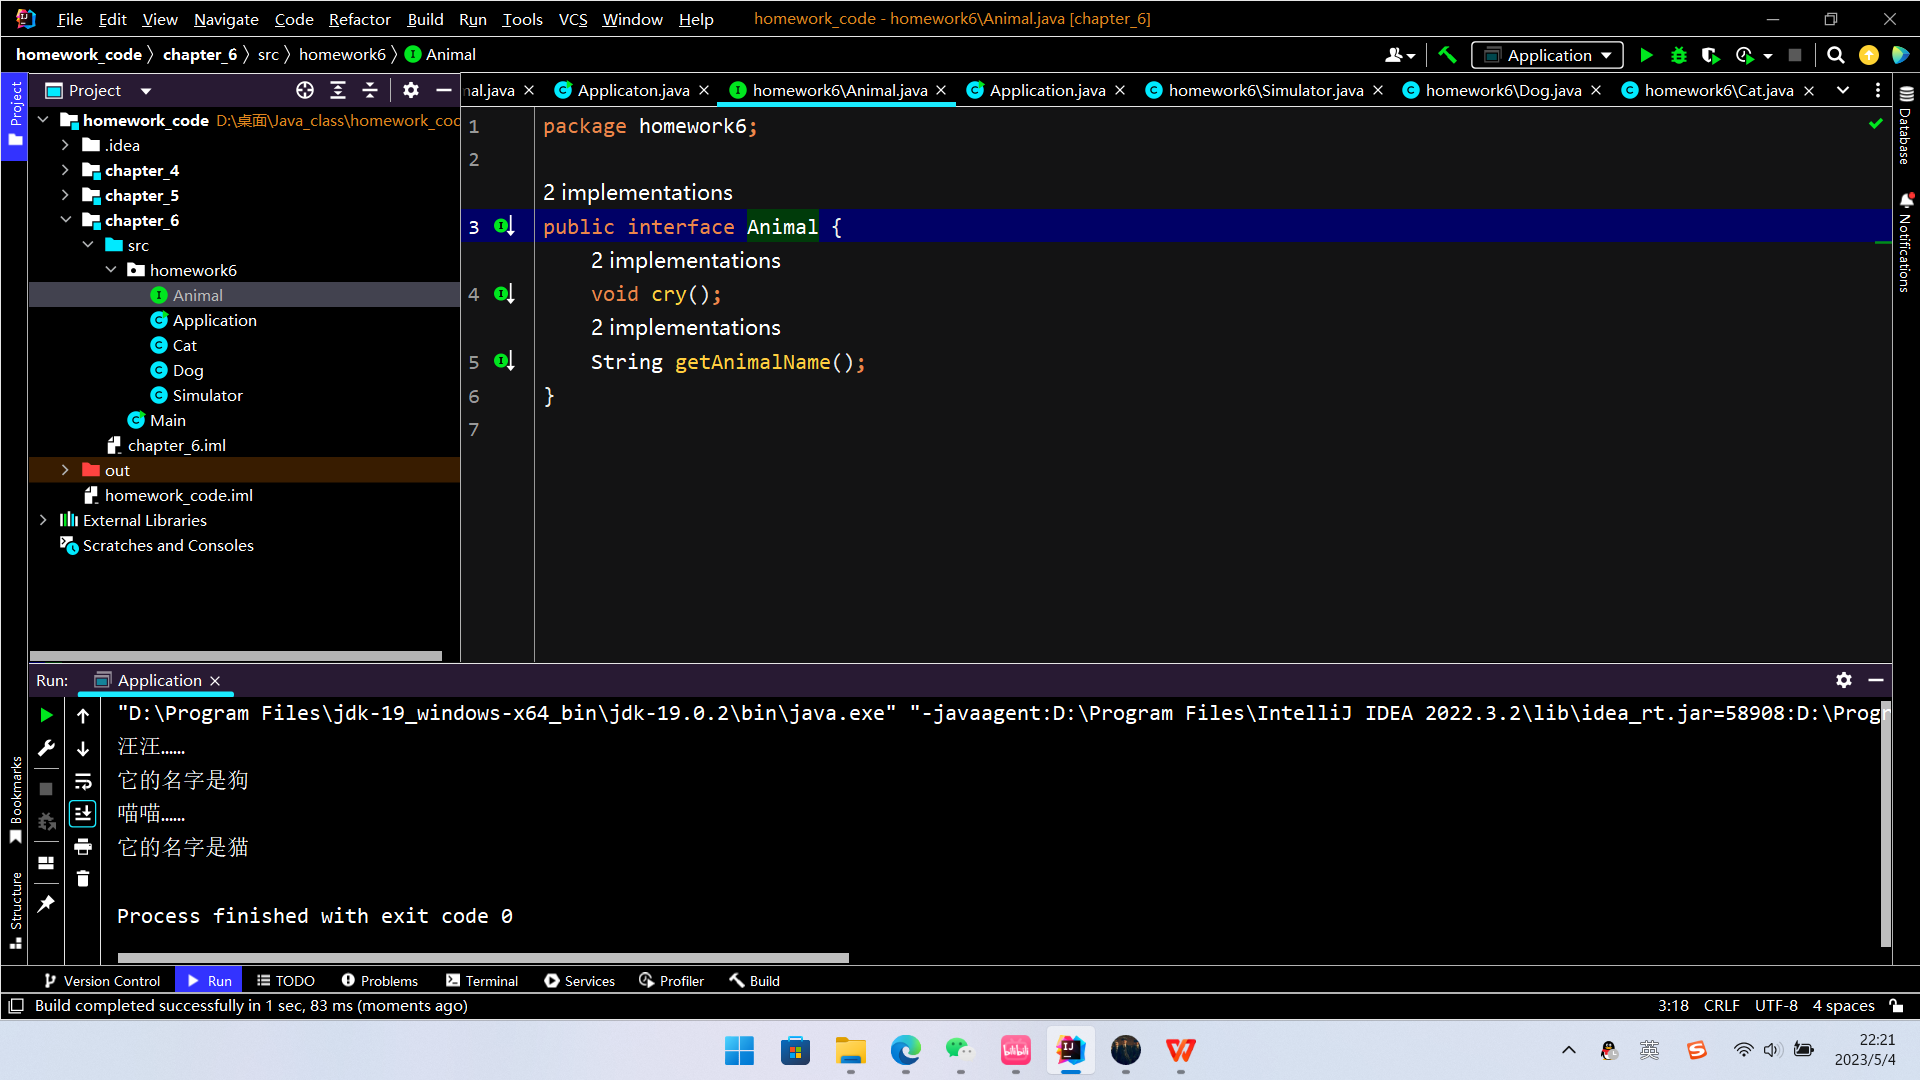 File Edit View Navigate Code Refactor Build Run Tools VCS Window Help homework_code - homework6\Animal.java [chapter_6]
homework_code 〉 chapter_6 〉 src 〉 homework6 〉 Animal
Application
Project
nal.java Applicaton.java homework6\Animal.java Application.java homework6\Simulator.java homework6\Dog.java homework6\Cat.java
Project
homework_code D:\桌面\Java_class\homework_coc
.idea
chapter_4
chapter_5
chapter_6
src
homework6
Animal
Application
Cat
Dog
Simulator
Main
chapter_6.iml
out
homework_code.iml
External Libraries
Scratches and Consoles
1 package homework6;
2
2 implementations
3 public interface Animal {
2 implementations
4 void cry();
2 implementations
5 String getAnimalName();
6 }
7
Database
Notifications
Run: Application
"D:\Program Files\jdk-19_windows-x64_bin\jdk-19.0.2\bin\java.exe" "-javaagent:D:\Program Files\IntelliJ IDEA 2022.3.2\lib\idea_rt.jar=58908:D:\Progr
汪汪……
它的名字是狗
喵喵……
它的名字是猫
Process finished with exit code 0
Bookmarks
Structure
Version Control Run TODO Problems Terminal Services Profiler Build
Build completed successfully in 1 sec, 83 ms (moments ago) 3:18 CRLF UTF-8 4 spaces
bilibili
IJ
英
22:21
2023/5/4